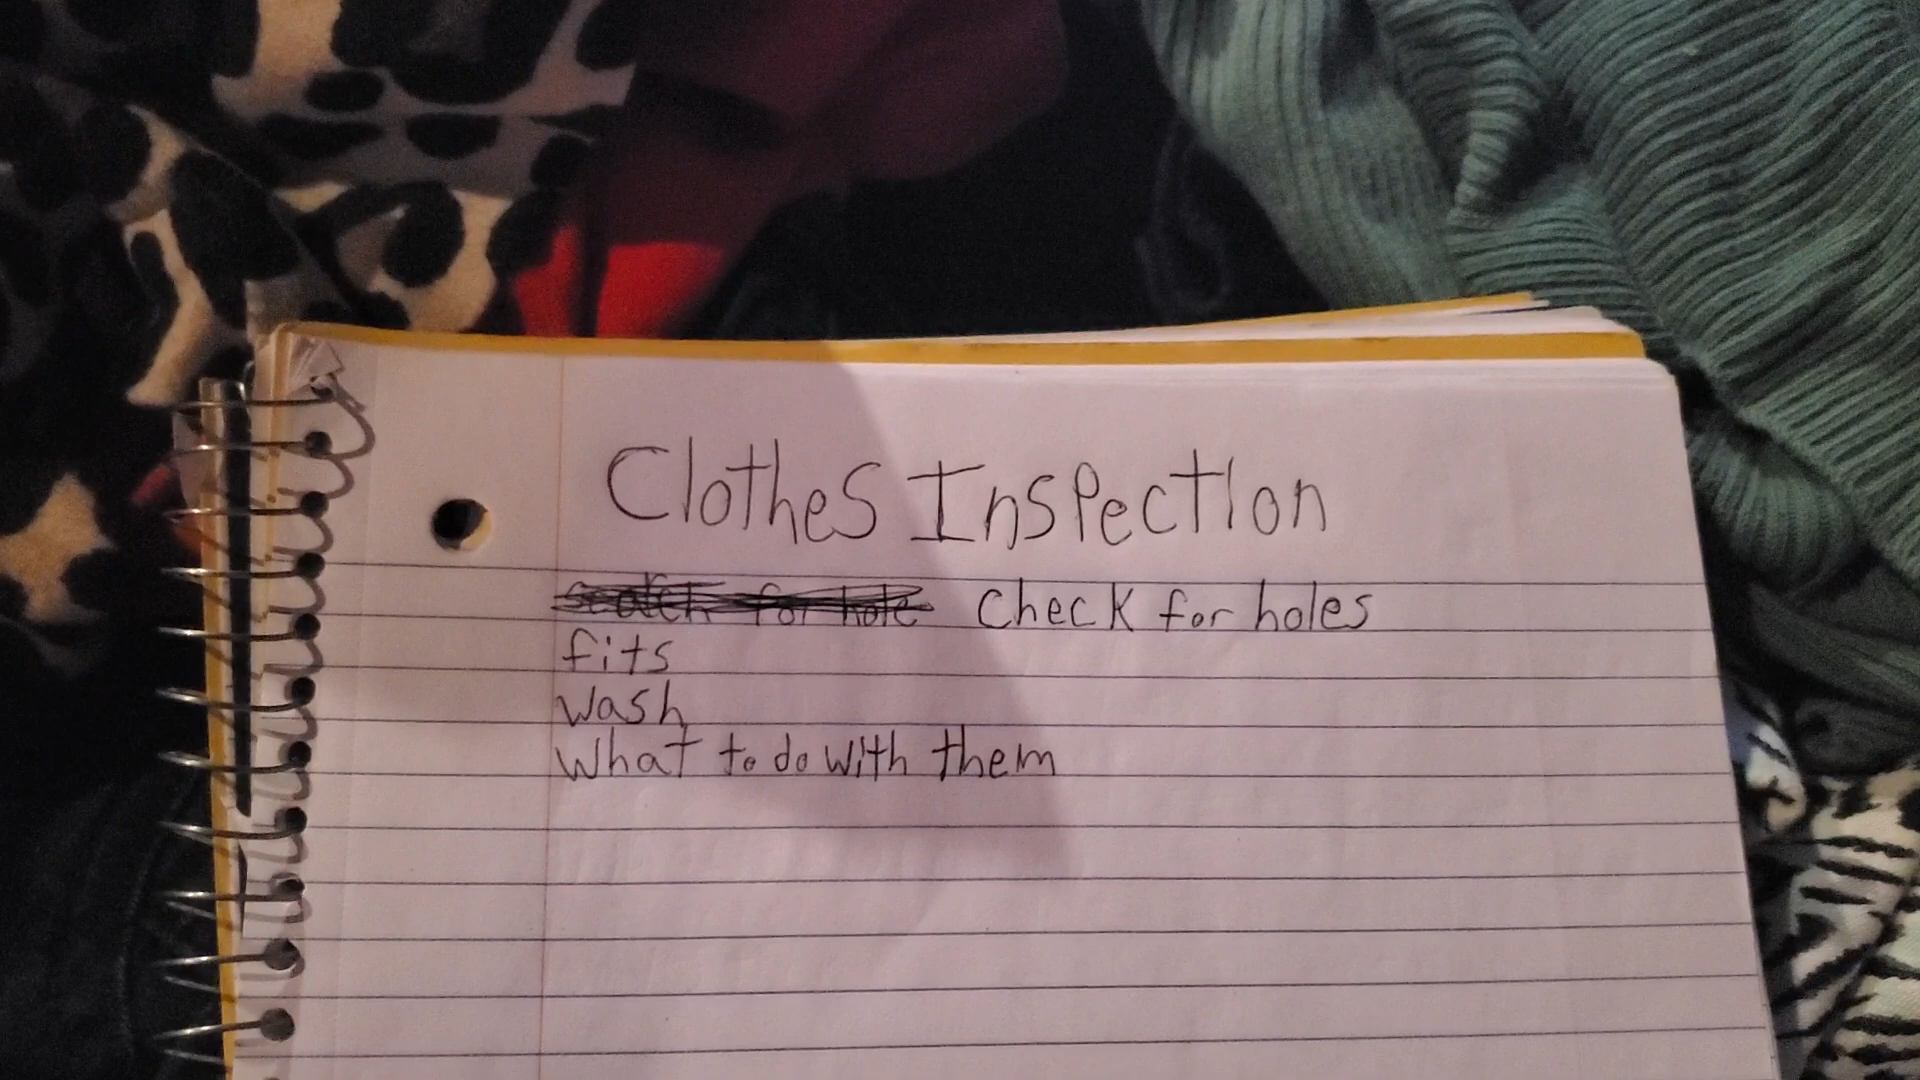 Clothes Inspection
Check for holes
fits
wash
What to do with them